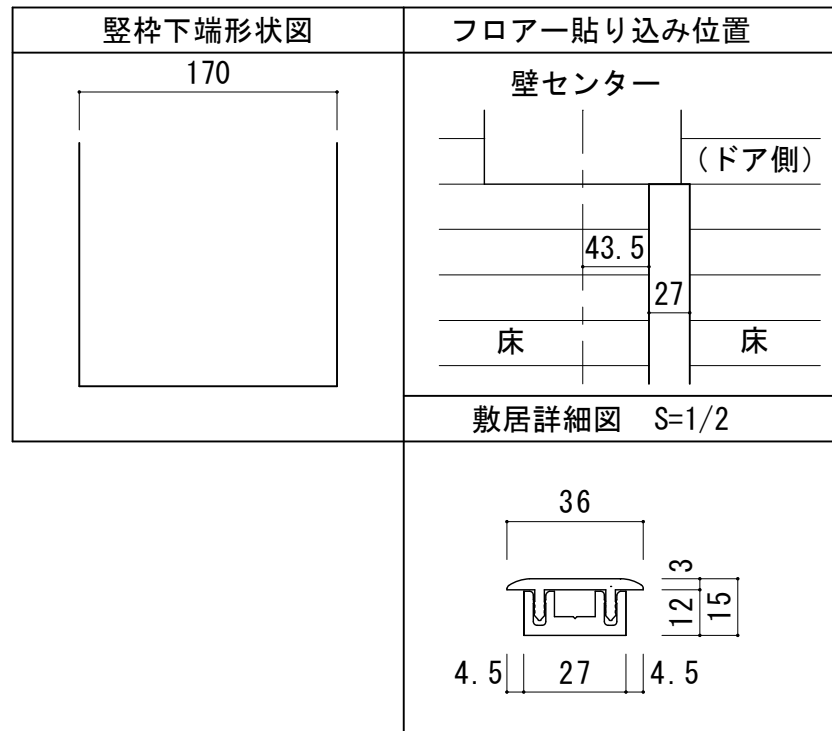 竪枠下端形状図
170
フロアー貼り込み位置
壁センター
(ドア側)
43.5
27
床
床
敷居詳細図 S=1/2
36
3
12
15
4.5
27
4.5